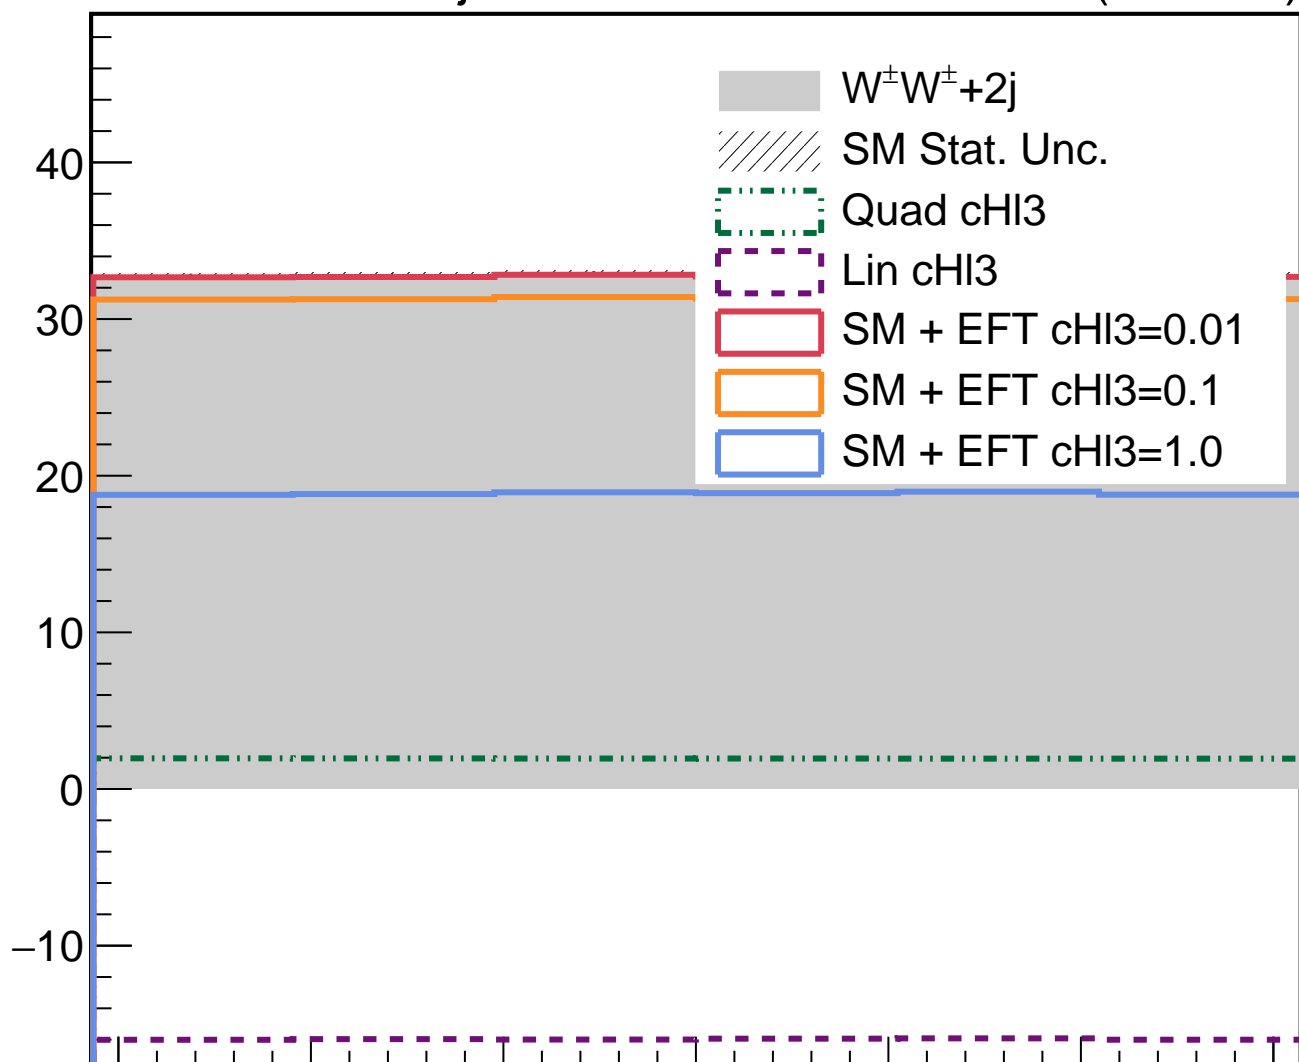 W±W±+2j
SM Stat. Unc.
Quad cHl3
Lin cHl3
SM + EFT cHl3=0.01
SM + EFT cHl3=0.1
SM + EFT cHl3=1.0
40
30
20
10
0
−10